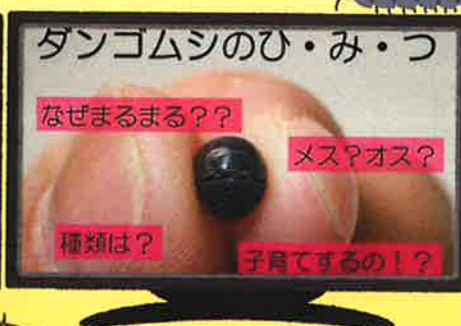 ダンゴムシのひ・み・つ
なぜまるまる？？
メス？オス？
種類は？
子育てするの！？